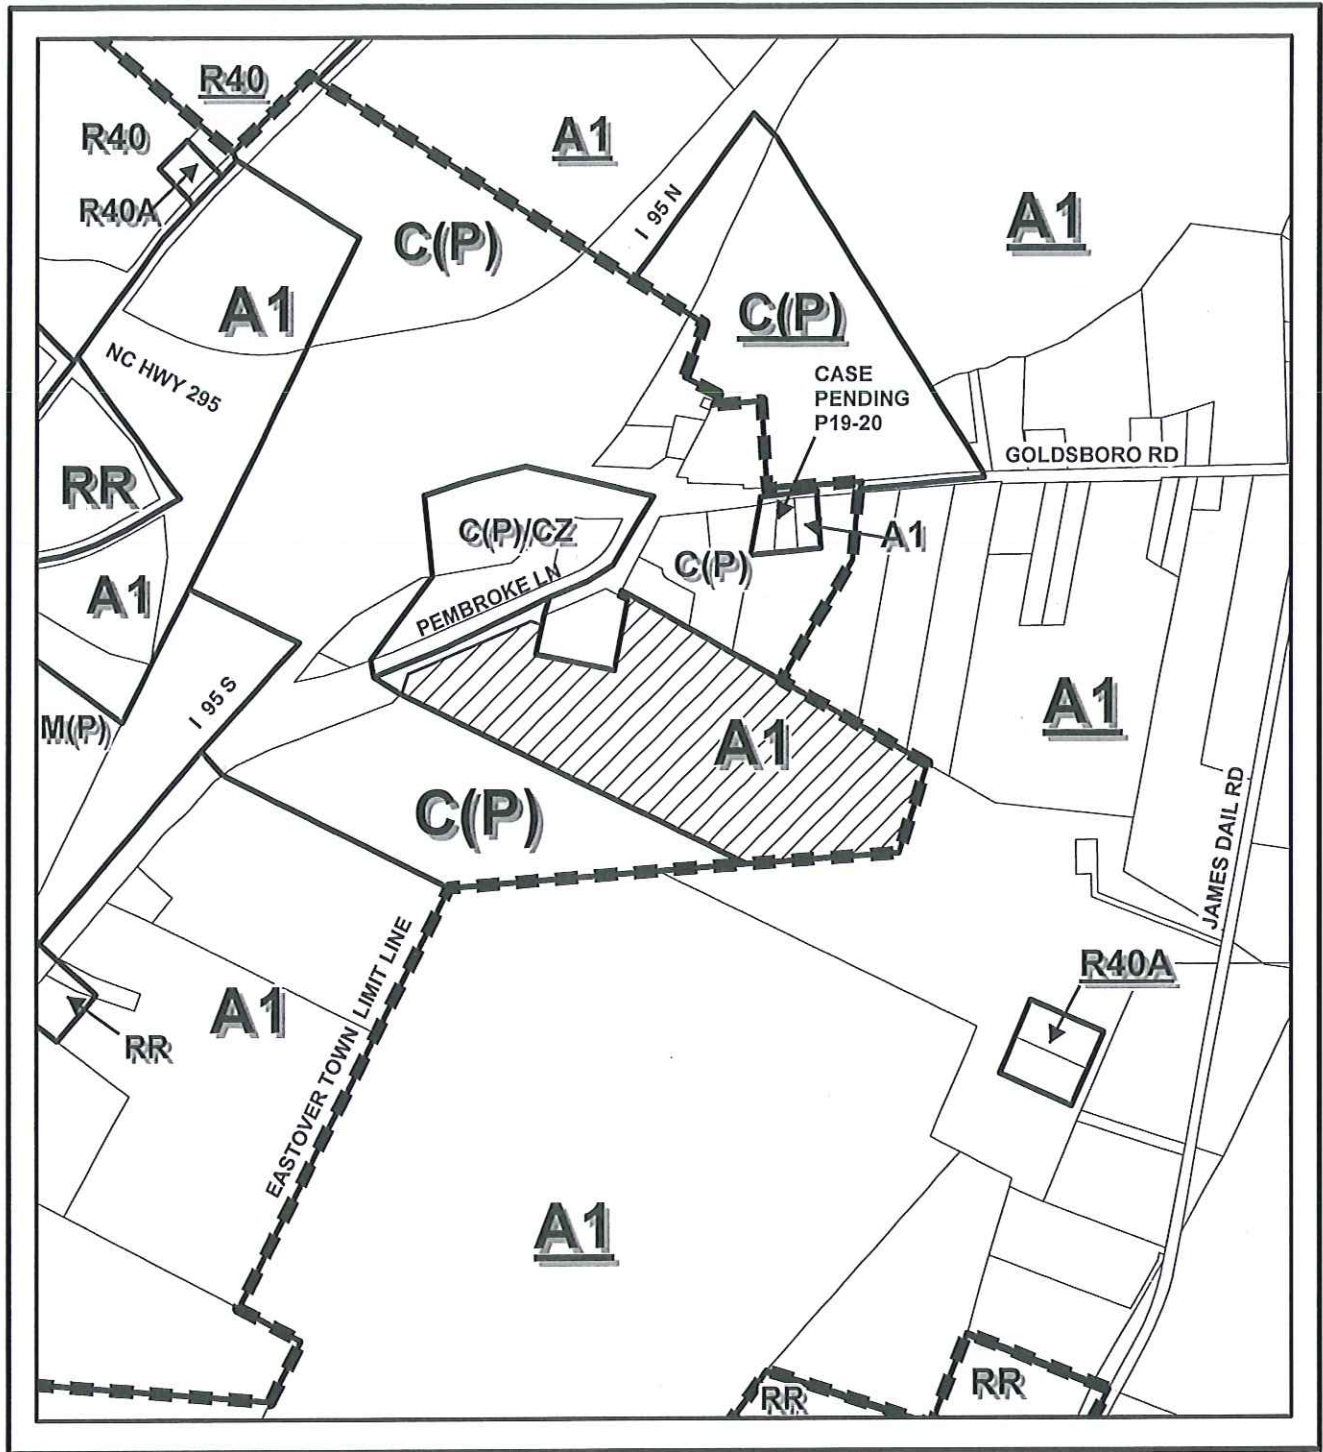 R40
A1
R40
R40A
I 95 N
A1
C(P)
A1
C(P)
NC HWY 295
CASE
PENDING
P19-20
GOLDSBORO RD
RR
C(P)/CZ
A1
C(P)
A1
PEMBROKE LN
I 95 S
A1
A1
M(P)
C(P)
JAMES DAIL RD
R40A
A1
RR
EASTOVER TOWN LIMIT LINE
A1
RR
RR